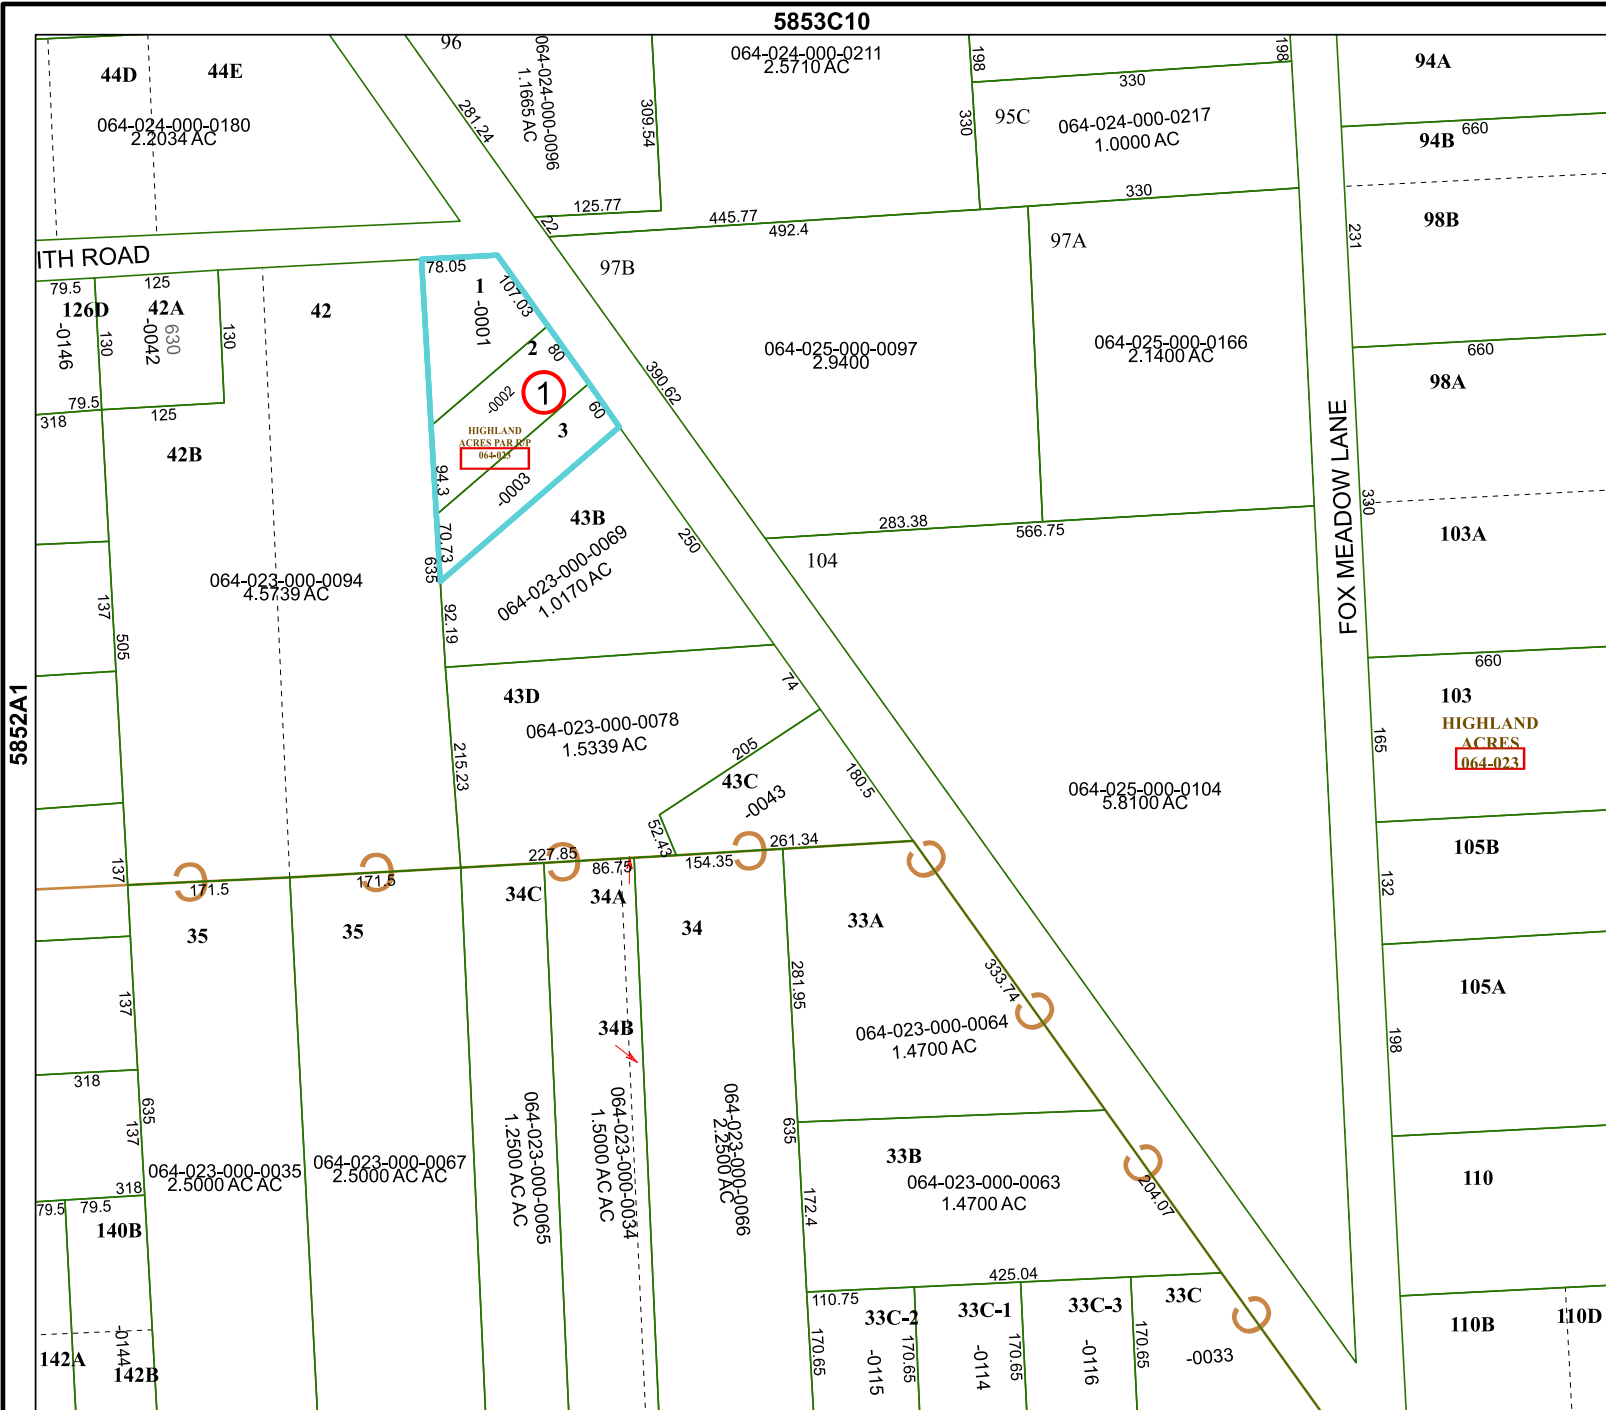 5853C10
96
44D
44E
064-024-000-0180
2.2034 AC
281.24
064-024-000-0096
1.1665 AC
309.54
064-024-000-0211
2.5710 AC
198
330
198
95C
064-024-000-0217
1.0000 AC
330
94A
660
94B
125.77
22
445.77
492.4
330
231
98B
ITH ROAD
97B
97A
78.05
1
-0001
107.03
79.5
125
126D
42A
42
-0146
130
-0042
630
130
2
80
-0002
1
60
3
390.62
064-025-000-0097
2.9400
064-025-000-0166
2.1400 AC
660
98A
79.5
318
125
42B
HIGHLAND
ACRES PAR R/P
064-023
94.3
-0003
FOX MEADOW LANE
330
43B
250
283.38
566.75
103A
70.73
635
064-023-000-0069
1.0170 AC
104
064-023-000-0094
4.5739 AC
137
505
92.19
660
5852A1
43D
74
103
HIGHLAND
ACRES
064-023
064-023-000-0078
1.5339 AC
215.23
205
165
43C
-0043
180.5
064-025-000-0104
5.8100 AC
52.43
261.34
105B
137
171.5
171.5
227.85
86.75
154.35
132
34C
34A
34
33A
35
35
281.95
333.74
105A
137
34B
064-023-000-0064
1.4700 AC
198
318
635
137
064-023-000-0065
1.2500 AC AC
064-023-000-0034
1.5000 AC AC
064-023-000-0066
2.2500 AC
635
33B
064-023-000-0035
2.5000 AC AC
064-023-000-0067
2.5000 AC AC
064-023-000-0063
1.4700 AC
204.07
110
318
79.5
79.5
140B
172.4
425.04
110.75
33C-2
33C-1
33C-3
33C
110B
110D
170.65
-0115
170.65
-0114
170.65
-0116
170.65
-0033
-0144
142A
142B